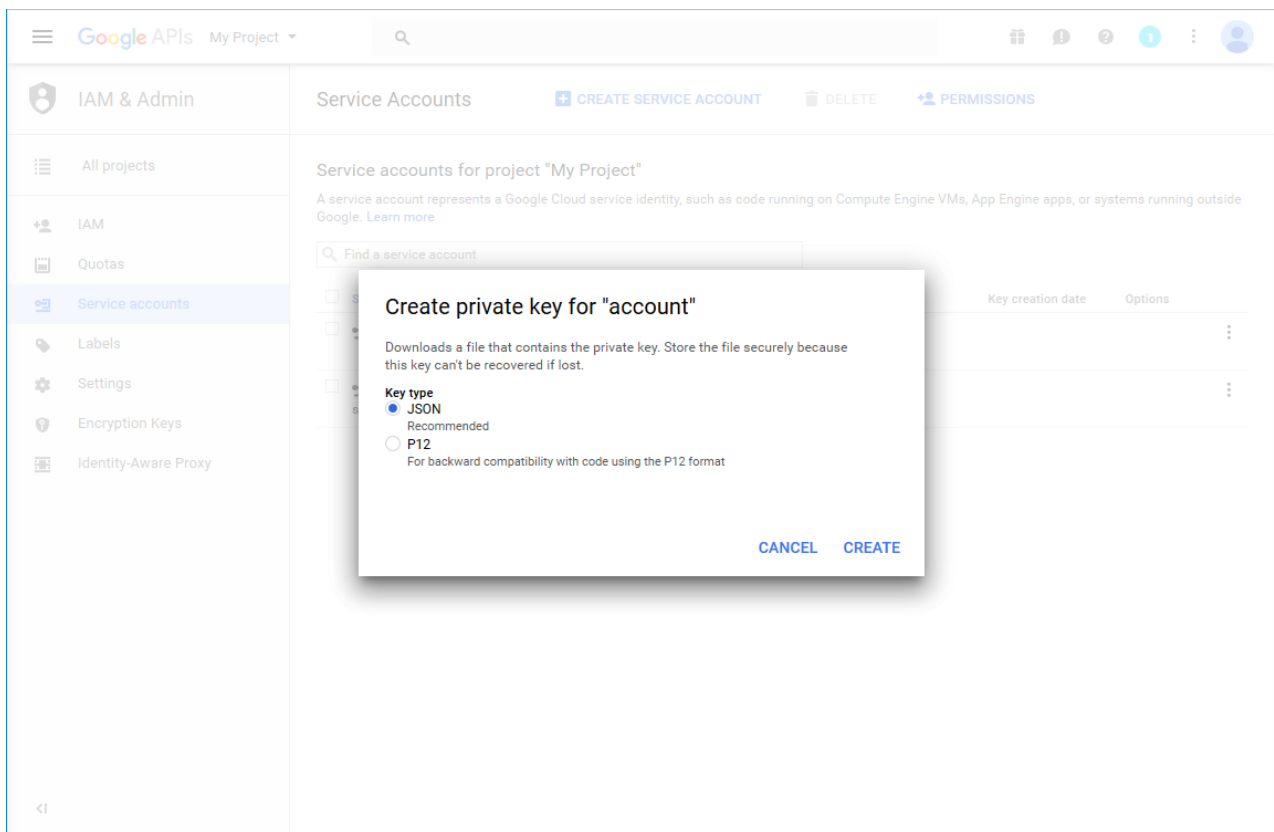 Google APIs My Project
1
IAM & Admin
Service Accounts
CREATE SERVICE ACCOUNT
DELETE
PERMISSIONS
All projects
IAM
Quotas
Service accounts
Labels
Settings
Encryption Keys
Identity-Aware Proxy
Service accounts for project "My Project"
A service account represents a Google Cloud service identity, such as code running on Compute Engine VMs, App Engine apps, or systems running outside
Google. Learn more
Find a service account
Key creation date
Options
Create private key for "account"
Downloads a file that contains the private key. Store the file securely because
this key can't be recovered if lost.
Key type
JSON
Recommended
P12
For backward compatibility with code using the P12 format
CANCEL
CREATE